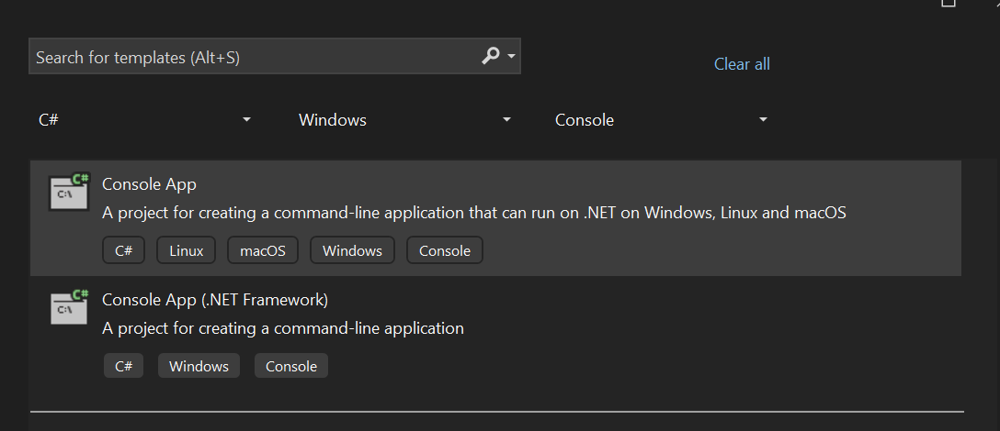 Search for templates (Alt+S)
Clear all
C# Windows Console
C#
C:\
Console App
A project for creating a command-line application that can run on .NET on Windows, Linux and macOS
C# Linux macOS Windows Console
C#
C:\
Console App (.NET Framework)
A project for creating a command-line application
C# Windows Console